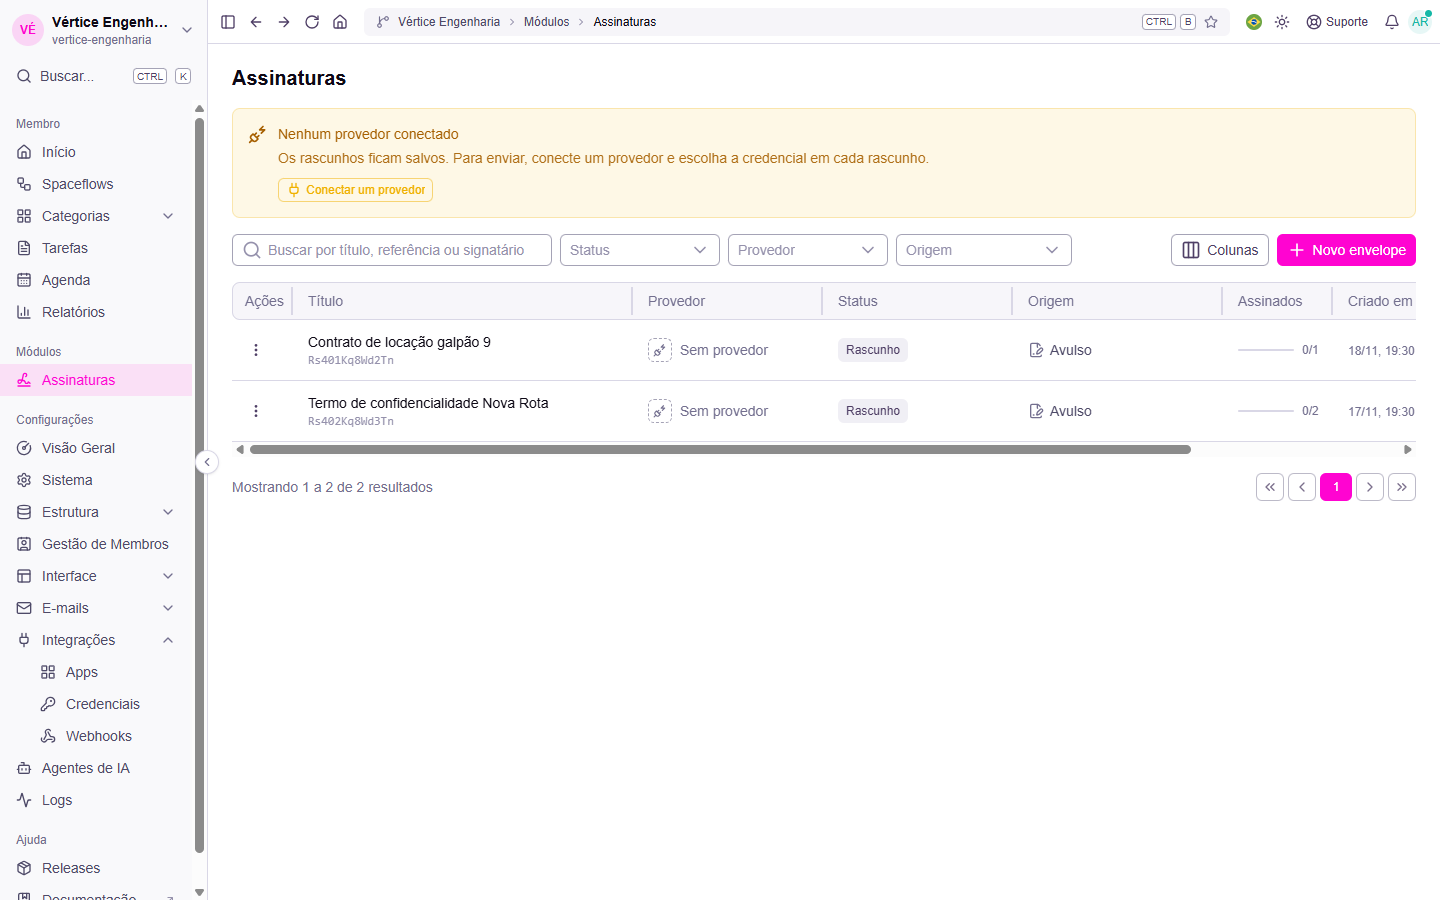 VÉ
Vértice Engenh...
vertice-engenharia
Buscar...
CTRL K
Membro
Início
Spaceflows
Categorias
Tarefas
Agenda
Relatórios
Módulos
Assinaturas
Configurações
Visão Geral
Sistema
Estrutura
Gestão de Membros
Interface
E-mails
Integrações
Apps
Credenciais
Webhooks
Agentes de IA
Logs
Ajuda
Releases
Documentação
Vértice Engenharia
Módulos
Assinaturas
CTRL B
Suporte
AR
Assinaturas
Nenhum provedor conectado
Os rascunhos ficam salvos. Para enviar, conecte um provedor e escolha a credencial em cada rascunho.
Conectar um provedor
Buscar por título, referência ou signatário
Status
Provedor
Origem
Colunas
Novo envelope
Ações Título Provedor Status Origem Assinados Criado em
Contrato de locação galpão 9
Rs401Kq8Wd2Tn
Sem provedor
Rascunho
Avulso
0/1
18/11, 19:30
Termo de confidencialidade Nova Rota
Rs402Kq8Wd3Tn
Sem provedor
Rascunho
Avulso
0/2
17/11, 19:30
Mostrando 1 a 2 de 2 resultados
1